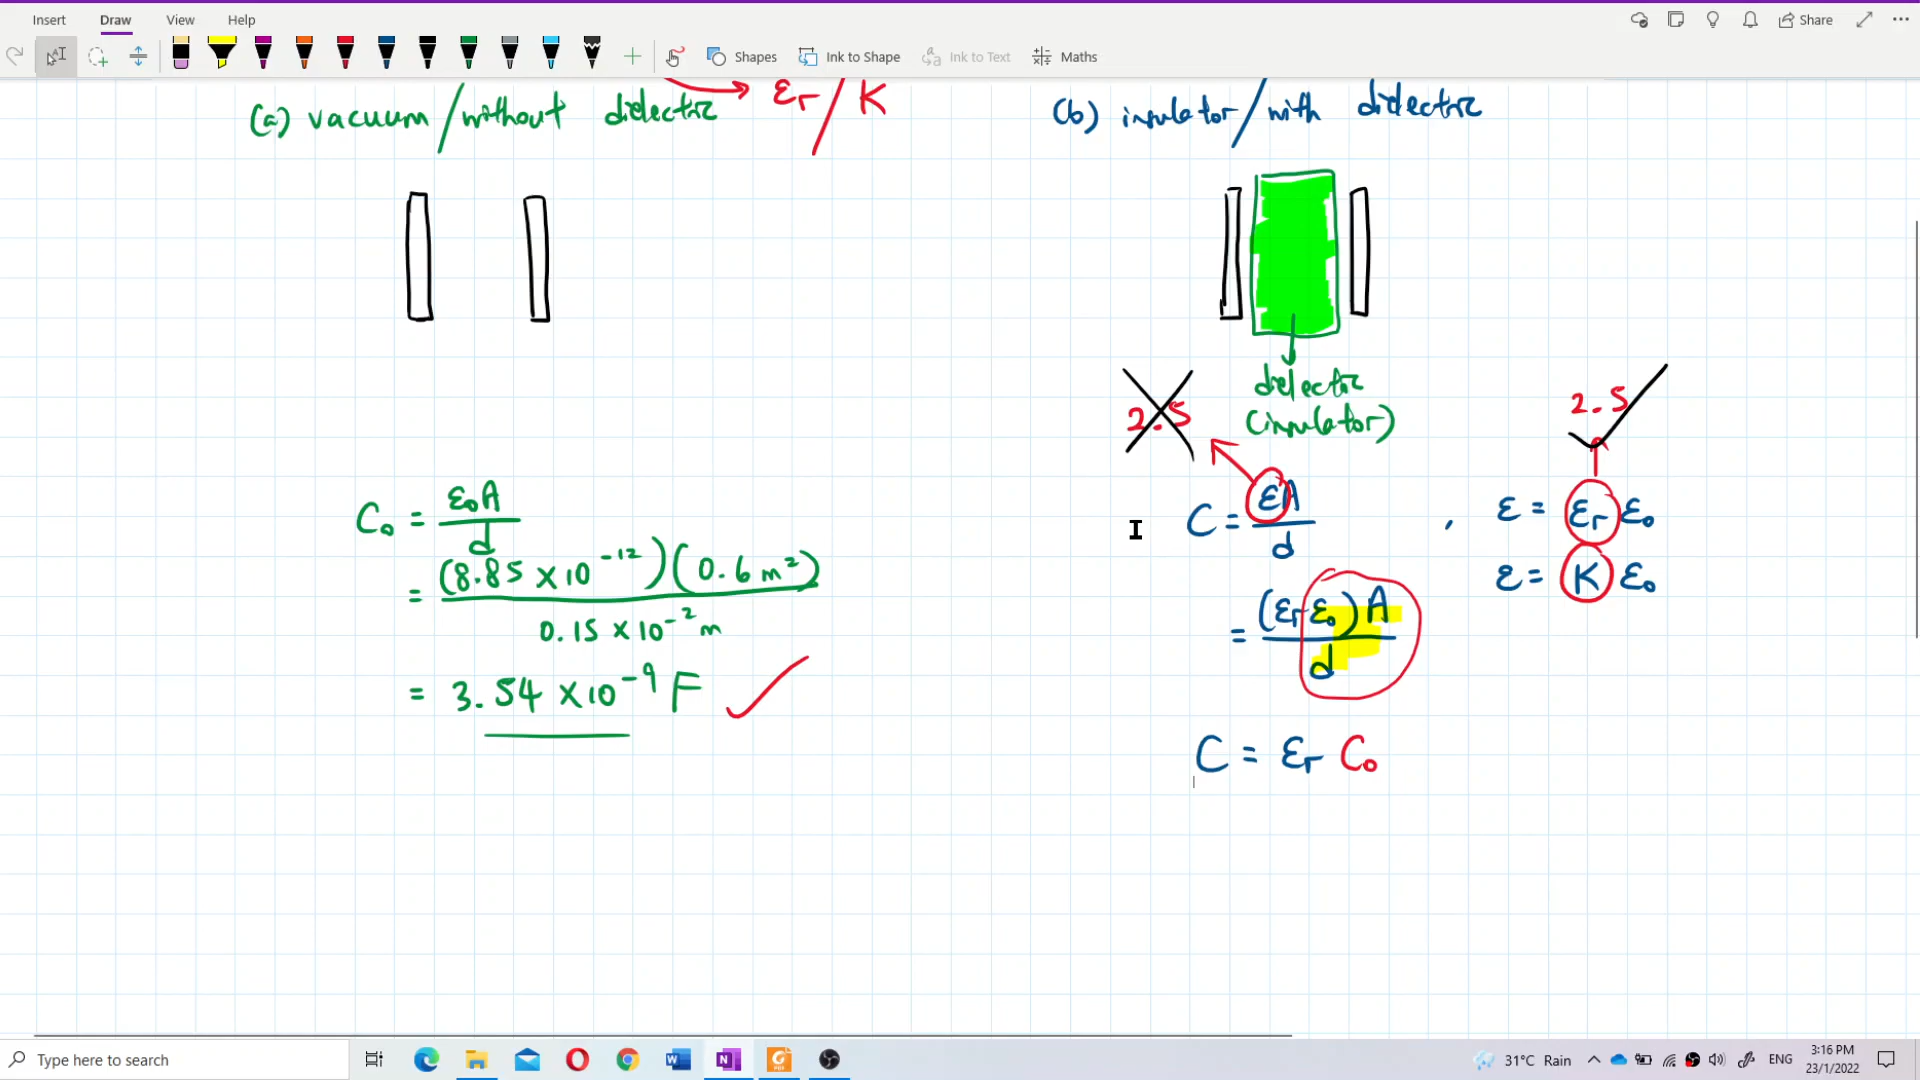 Insert Draw View Help
Share
Shapes Ink to Shape Ink to Text Maths
(a) vacuum/without dielectric
εr/K
(b) insulator/with dielectric
dielectric
(insulator)
C₀ = ε₀A
d
= (8.85 × 10⁻¹²)(0.6 m²)
0.15 × 10⁻² m
= 3.54 × 10⁻⁹ F
2.5
C = εA
d
= (εr ε₀) A
d
C = εr C₀
2.5
, ε = εr ε₀
ε = K ε₀
Type here to search
31°C Rain
ENG
3:16 PM
23/1/2022